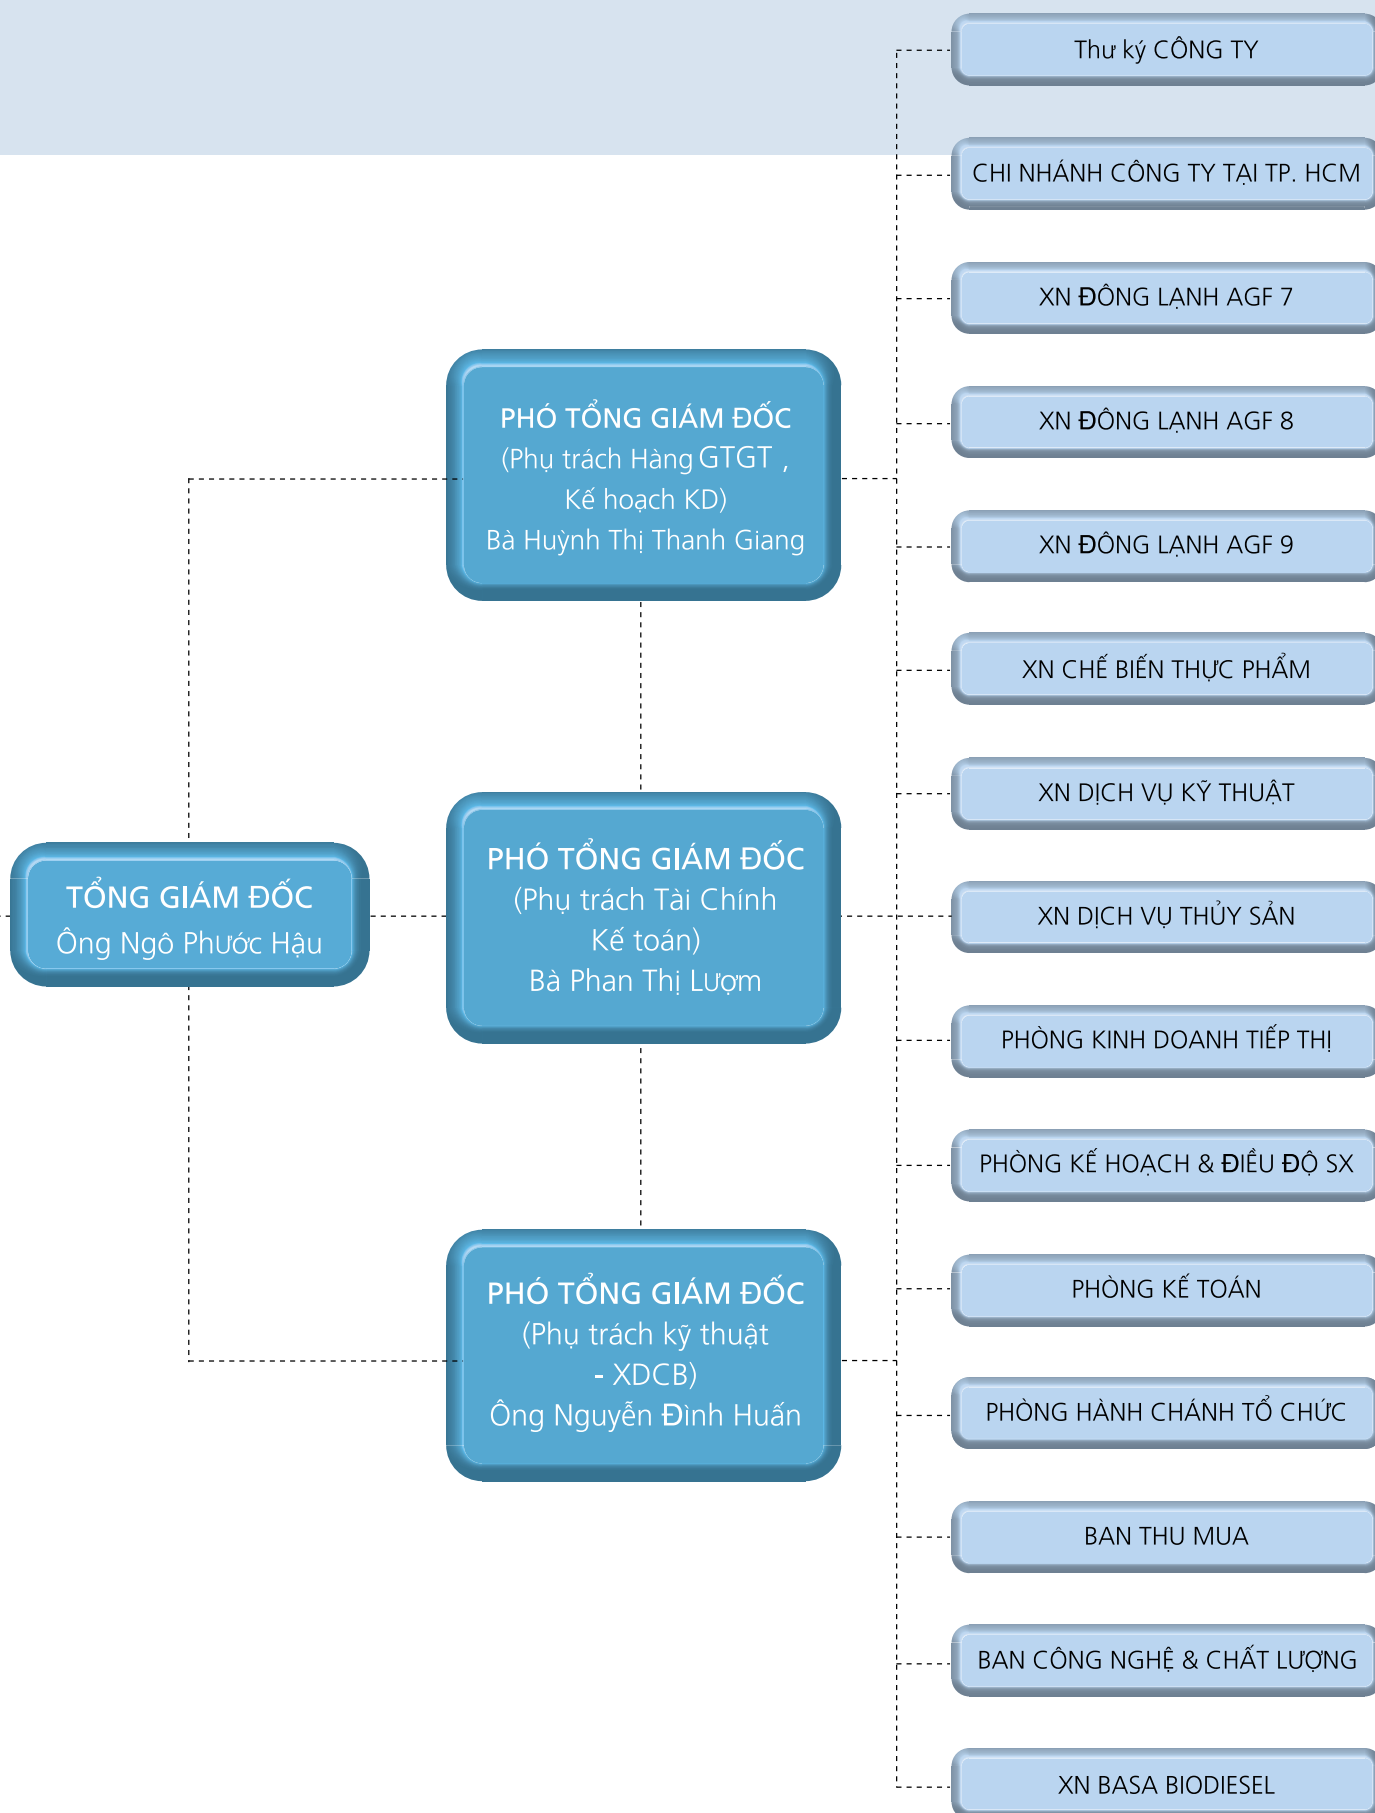 TỔNG GIÁM ĐỐC
Ông Ngô Phước Hậu
PHÓ TỔNG GIÁM ĐỐC
(Phụ trách Hàng GTGT ,
Kế hoạch KD)
Bà Huỳnh Thị Thanh Giang
PHÓ TỔNG GIÁM ĐỐC
(Phụ trách Tài Chính
Kế toán)
Bà Phan Thị Lượm
PHÓ TỔNG GIÁM ĐỐC
(Phụ trách kỹ thuật
- XDCB)
Ông Nguyễn Đình Huấn
Thư ký CÔNG TY
CHI NHÁNH CÔNG TY TẠI TP. HCM
XN ĐÔNG LẠNH AGF 7
XN ĐÔNG LẠNH AGF 8
XN ĐÔNG LẠNH AGF 9
XN CHẾ BIẾN THỰC PHẨM
XN DỊCH VỤ KỸ THUẬT
XN DỊCH VỤ THỦY SẢN
PHÒNG KINH DOANH TIẾP THỊ
PHÒNG KẾ HOẠCH & ĐIỀU ĐỘ SX
PHÒNG KẾ TOÁN
PHÒNG HÀNH CHÁNH TỔ CHỨC
BAN THU MUA
BAN CÔNG NGHỆ & CHẤT LƯỢNG
XN BASA BIODIESEL